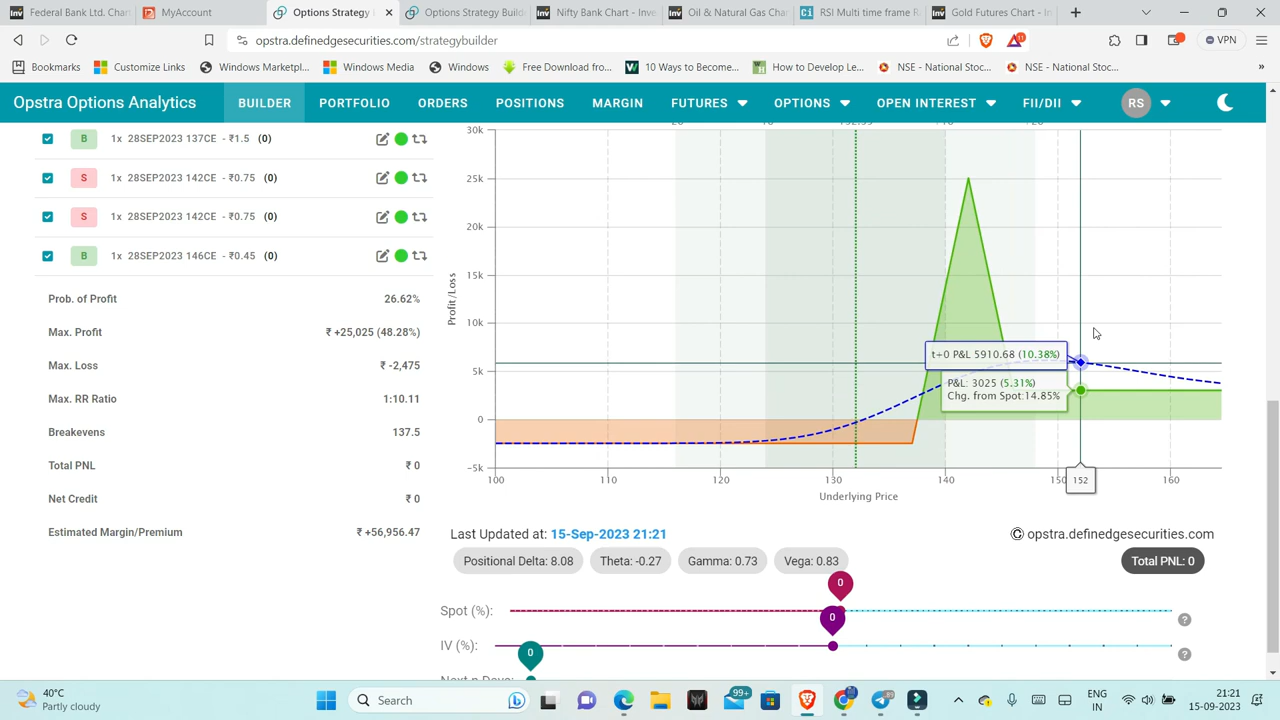 Federal Bank Ltd. Chart
MyAccount
Options Strategy
Options Strategy Build
Nifty Bank Chart - Inve
Oil & Natural Gas Char
RSI Multi time frame R
Gold Futures Chart - In
opstra.definedgesecurities.com/strategybuilder
VPN
Bookmarks
Customize Links
Windows Marketpl...
Windows Media
Windows
Free Download fro...
10 Ways to Become...
How to Develop Le...
NSE - National Stoc...
NSE - National Stoc...
»
Opstra Options Analytics
BUILDER
PORTFOLIO
ORDERS
POSITIONS
MARGIN
FUTURES
OPTIONS
OPEN INTEREST
FII/DII
RS
B 1x 28SEP2023 137CE - ₹1.5 (0)
S 1x 28SEP2023 142CE - ₹0.75 (0)
S 1x 28SEP2023 142CE - ₹0.75 (0)
B 1x 28SEP2023 146CE - ₹0.45 (0)
Prob. of Profit 26.62%
Max. Profit ₹ +25,025 (48.28%)
Max. Loss ₹ -2,475
Max. RR Ratio 1:10.11
Breakevens 137.5
Total PNL ₹ 0
Net Credit ₹ 0
Estimated Margin/Premium ₹ +56,956.47
30k
25k
20k
15k
10k
5k
0
-5k
Profit/Loss
t+0 P&L 5910.68 (10.38%)
P&L: 3025 (5.31%)
Chg. from Spot:14.85%
100 110 120 130 140 150 152 160
Underlying Price
Last Updated at: 15-Sep-2023 21:21
© opstra.definedgesecurities.com
Positional Delta: 8.08
Theta: -0.27
Gamma: 0.73
Vega: 0.83
Total PNL: 0
0
Spot (%):
?
0
IV (%):
?
0
40°C
Partly cloudy
Search
99+
ENG
IN
21:21
15-09-2023